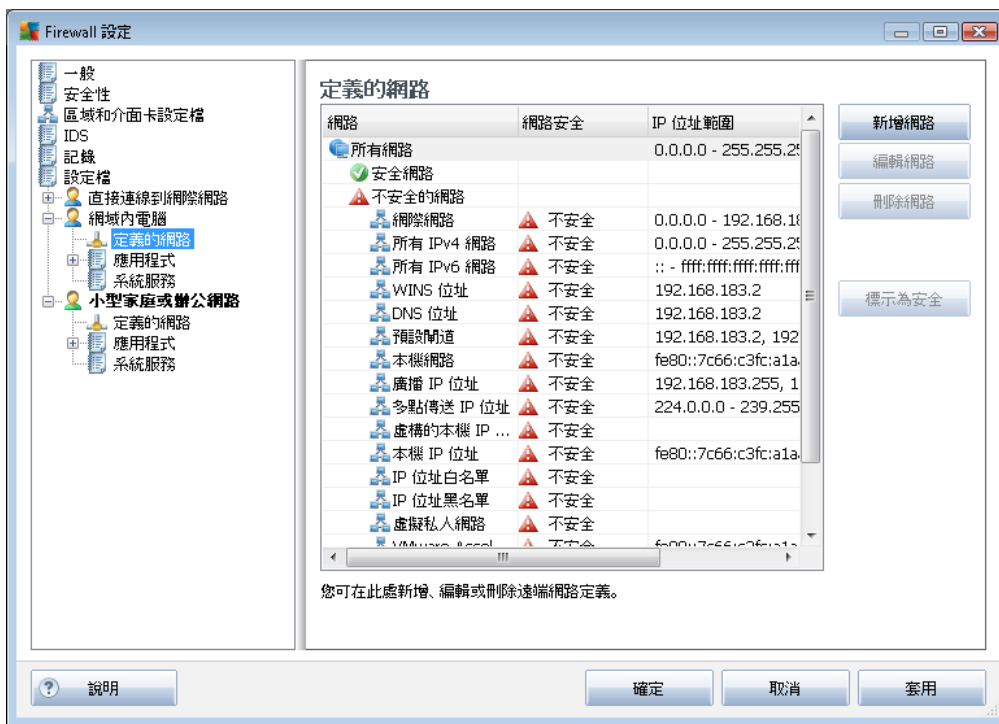 Firewall 設定
一般
安全性
區域和介面卡設定檔
IDS
記錄
設定檔
直接連線到網際網路
網域內電腦
定義的網路
應用程式
系統服務
小型家庭或辦公網路
定義的網路
應用程式
系統服務
定義的網路
網路 網路安全 IP 位址範圍
所有網路 0.0.0.0 - 255.255.25
安全網路
不安全的網路
網際網路 不安全 0.0.0.0 - 192.168.18
所有 IPv4 網路 不安全 0.0.0.0 - 255.255.25
所有 IPv6 網路 不安全 :: - ffff:ffff:ffff:ffff:fff
WINS 位址 不安全 192.168.183.2
DNS 位址 不安全 192.168.183.2
預設閘道 不安全 192.168.183.2, 192
本機網路 不安全 fe80::7c66:c3fc:a1a
廣播 IP 位址 不安全 192.168.183.255, 1
多點傳送 IP 位址 不安全 224.0.0.0 - 239.255
虛構的本機 IP ... 不安全
本機 IP 位址 不安全 fe80::7c66:c3fc:a1a
IP 位址白名單 不安全
IP 位址黑名單 不安全
虛擬私人網路 不安全
VMware Accel 不安全 fe80::7c66:c3fc:a1a
您可在此處新增、編輯或刪除遠端網路定義。
新增網路
編輯網路
刪除網路
標示為安全
說明
確定
取消
套用